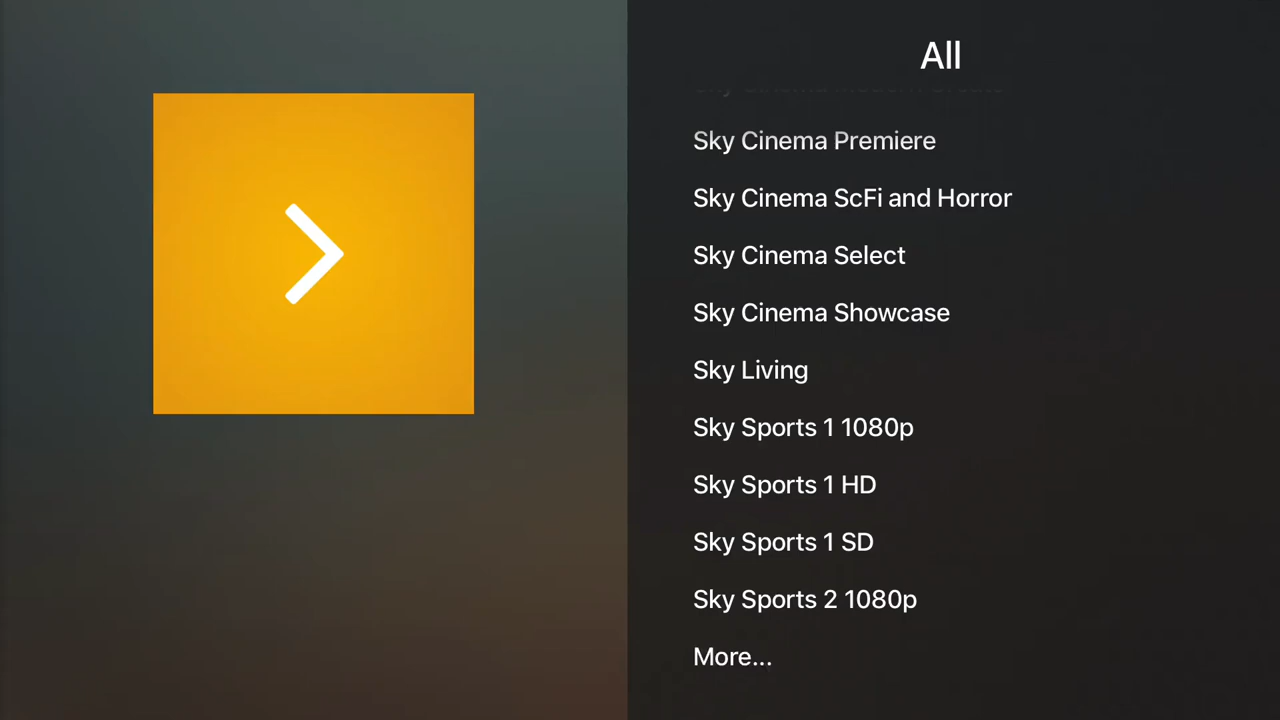 All
Sky Cinema Premiere
Sky Cinema ScFi and Horror
Sky Cinema Select
Sky Cinema Showcase
Sky Living
Sky Sports 1 1080p
Sky Sports 1 HD
Sky Sports 1 SD
Sky Sports 2 1080p
More...